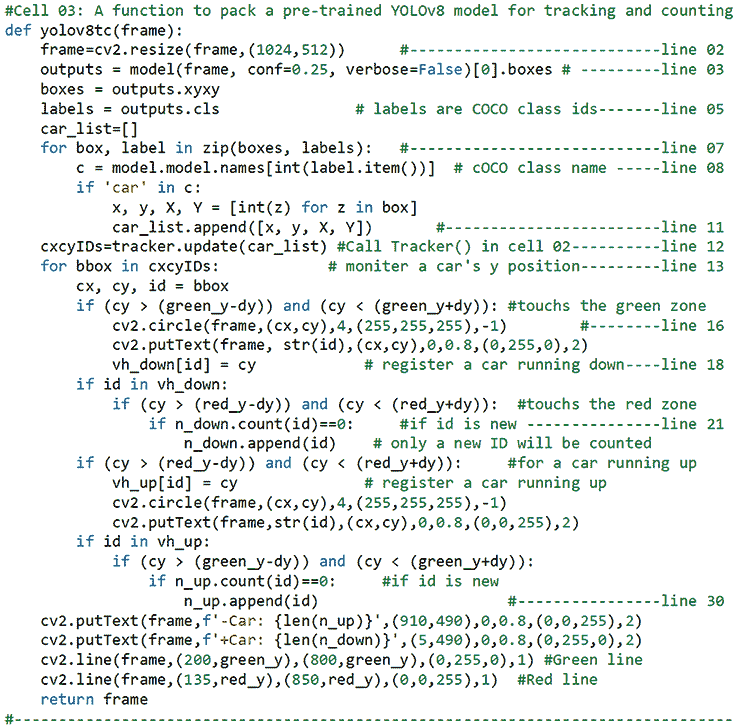 #Cell 03: A function to pack a pre-trained YOLOv8 model for tracking and counting
def yolov8tc(frame):
    frame=cv2.resize(frame,(1024,512))      #----------------------------line 02
    outputs = model(frame, conf=0.25, verbose=False)[0].boxes # ---------line 03
    boxes = outputs.xyxy
    labels = outputs.cls               # labels are COCO class ids-------line 05
    car_list=[]
    for box, label in zip(boxes, labels):   #----------------------------line 07
        c = model.model.names[int(label.item())]  # cOCO class name -----line 08
        if 'car' in c:
            x, y, X, Y = [int(z) for z in box]
            car_list.append([x, y, X, Y])       #------------------------line 11
    cxcyIDs=tracker.update(car_list) #Call Tracker() in cell 02----------line 12
    for bbox in cxcyIDs:            # moniter a car's y position---------line 13
        cx, cy, id = bbox
        if (cy > (green_y-dy)) and (cy < (green_y+dy)): #touchs the green zone
            cv2.circle(frame,(cx,cy),4,(255,255,255),-1)        #--------line 16
            cv2.putText(frame, str(id),(cx,cy),0,0.8,(0,255,0),2)
            vh_down[id] = cy            # register a car running down----line 18
        if id in vh_down:
            if (cy > (red_y-dy)) and (cy < (red_y+dy)):  #touchs the red zone
                if n_down.count(id)==0:     #if id is new ---------------line 21
                    n_down.append(id)    # only a new ID will be counted
        if (cy > (red_y-dy)) and (cy < (red_y+dy)):     #for a car running up
            vh_up[id] = cy              # register a car running up
            cv2.circle(frame,(cx,cy),4,(255,255,255),-1)
            cv2.putText(frame,str(id),(cx,cy),0,0.8,(0,0,255),2)
        if id in vh_up:
            if (cy > (green_y-dy)) and (cy < (green_y+dy)):
                if n_up.count(id)==0:     #if id is new
                    n_up.append(id)                     #----------------line 30
    cv2.putText(frame,f'-Car: {len(n_up)}',(910,490),0,0.8,(0,0,255),2)
    cv2.putText(frame,f'÷Car: {len(n_down)}',(5,490),0,0.8,(0,255,0),2)
    cv2.line(frame,(200,green_y),(800,green_y),(0,255,0),1) #Green line
    cv2.line(frame,(135,red_y),(850,red_y),(0,0,255),1)  #Red line
    return frame
#--------------------------------------------------------------------------------